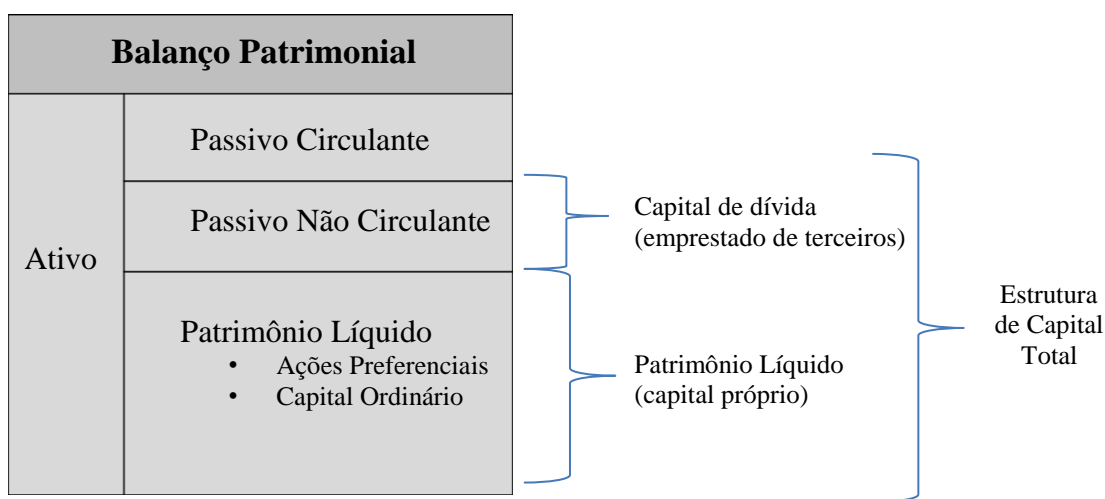 Balanço Patrimonial
Ativo
Passivo Circulante
Passivo Não Circulante
Patrimônio Líquido
• Ações Preferenciais
• Capital Ordinário
Capital de dívida
(emprestado de terceiros)
Patrimônio Líquido
(capital próprio)
Estrutura
de Capital
Total